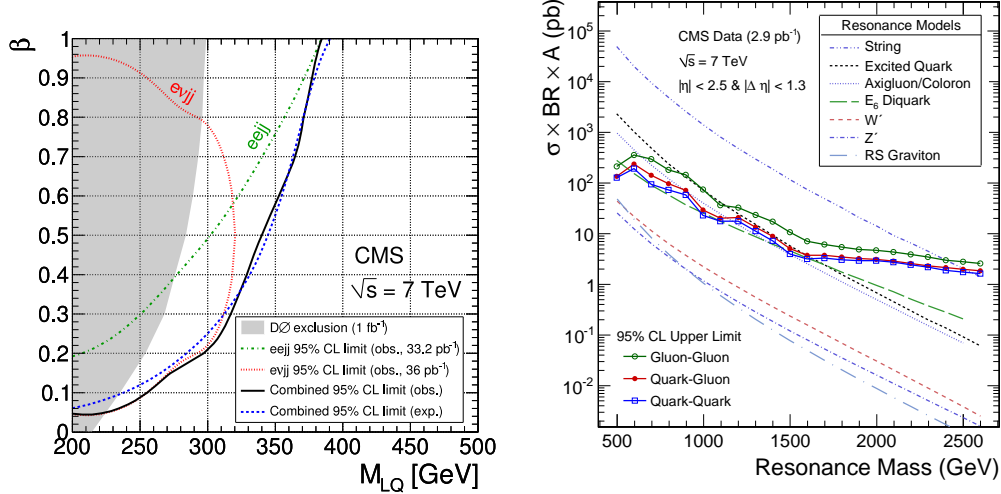 β
1
0.9
0.8
0.7
0.6
0.5
0.4
0.3
0.2
0.1
0
eνjj
eejj
CMS
√s = 7 TeV
DØ exclusion (1 fb⁻¹)
eejj 95% CL limit (obs., 33.2 pb⁻¹)
eνjj 95% CL limit (obs., 36 pb⁻¹)
Combined 95% CL limit (obs.)
Combined 95% CL limit (exp.)
200 250 300 350 400 450 500
M_LQ [GeV]
σ × BR × A (pb)
10⁵
10⁴
10³
10²
10
1
10⁻¹
10⁻²
CMS Data (2.9 pb⁻¹)
√s = 7 TeV
|η| < 2.5 & |Δ η| < 1.3
Resonance Models
String
Excited Quark
Axigluon/Coloron
E₆ Diquark
W´
Z´
RS Graviton
95% CL Upper Limit
Gluon-Gluon
Quark-Gluon
Quark-Quark
500 1000 1500 2000 2500
Resonance Mass (GeV)